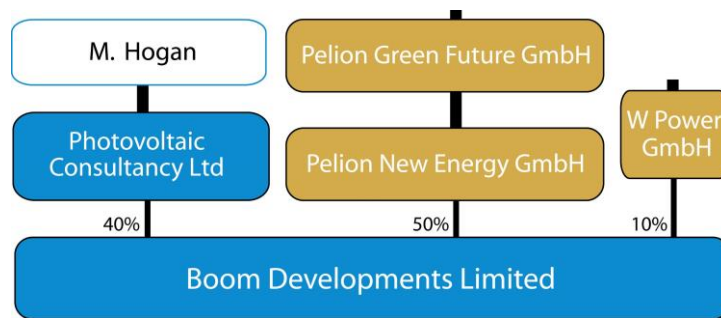 M. Hogan
Pelion Green Future GmbH
Photovoltaic
Consultancy Ltd
Pelion New Energy GmbH
W Power
GmbH
40%
50%
10%
Boom Developments Limited